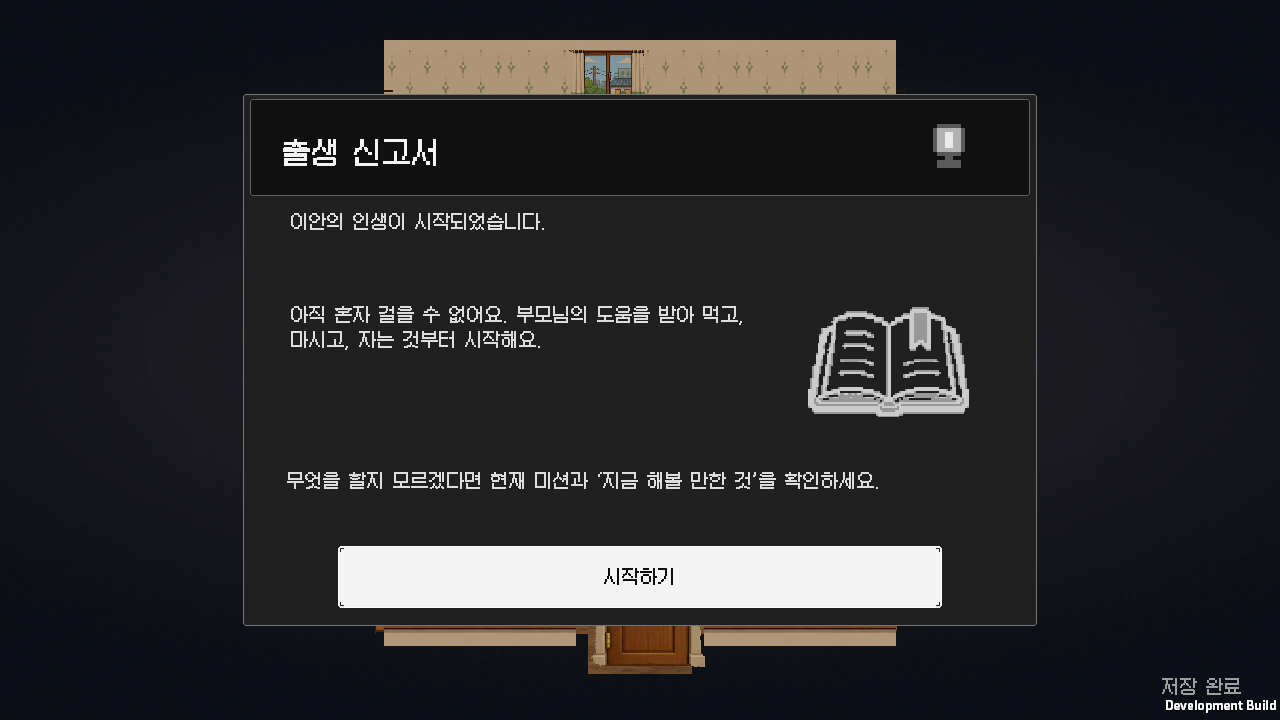 출생 신고서
이안의 인생이 시작되었습니다.
아직 혼자 걸을 수 없어요. 부모님의 도움을 받아 먹고,
마시고, 자는 것부터 시작해요.
무엇을 할지 모르겠다면 현재 미션과 '지금 해볼 만한 것'을 확인하세요.
시작하기
저장 완료
Development Build